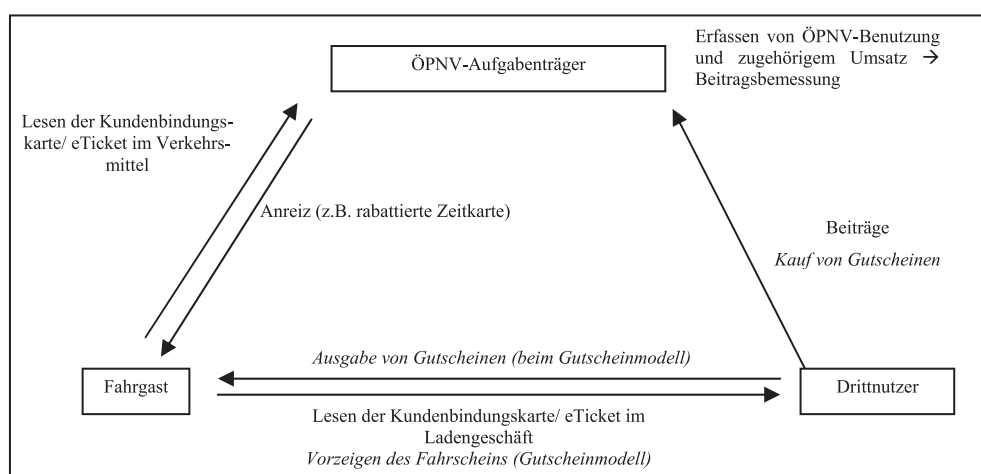 ÖPNV-Aufgabenträger
Erfassen von ÖPNV-Benutzung
und zugehörigem Umsatz →
Beitragsbemessung
Lesen der Kundenbindungs-
karte/ eTicket im Verkehrs-
mittel
Anreiz (z.B. rabattierte Zeitkarte)
Beiträge
Kauf von Gutscheinen
Ausgabe von Gutscheinen (beim Gutscheinmodell)
Fahrgast
Drittnutzer
Lesen der Kundenbindungskarte/ eTicket im
Ladengeschäft
Vorzeigen des Fahrscheins (Gutscheinmodell)